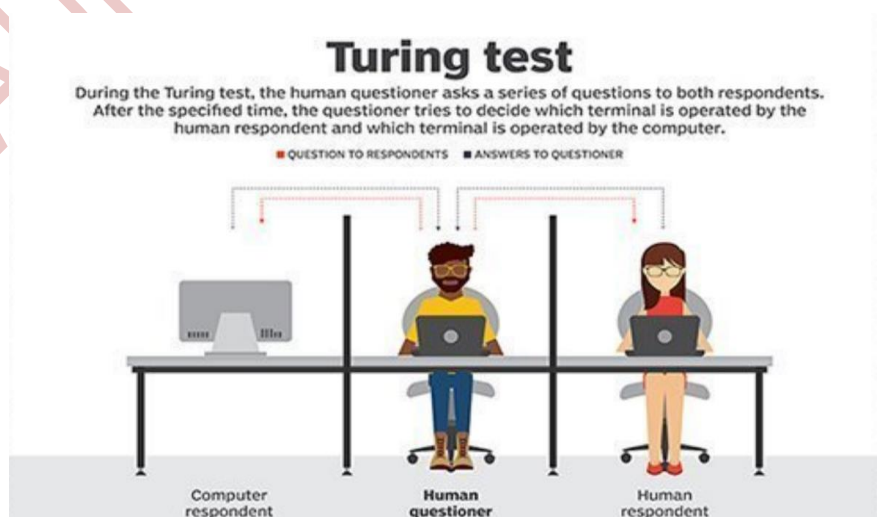 Turing test
During the Turing test, the human questioner asks a series of questions to both respondents.
After the specified time, the questioner tries to decide which terminal is operated by the
human respondent and which terminal is operated by the computer.
QUESTION TO RESPONDENTS ANSWERS TO QUESTIONER
Computer respondent
Human questioner
Human respondent